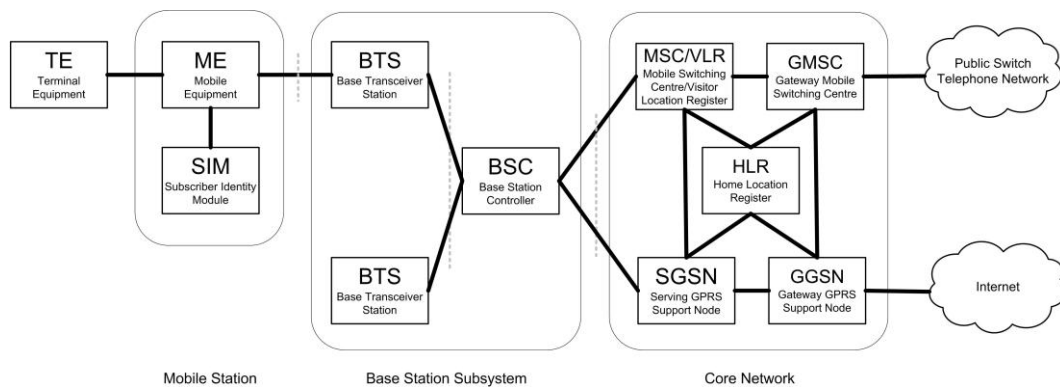 TE
Terminal
Equipment
ME
Mobile
Equipment
SIM
Subscriber Identity
Module
BTS
Base Transceiver
Station
BTS
Base Transceiver
Station
BSC
Base Station
Controller
MSC/VLR
Mobile Switching
Centre/Visitor
Location Register
GMSC
Gateway Mobile
Switching Centre
HLR
Home Location
Register
SGSN
Serving GPRS
Support Node
GGSN
Gateway GPRS
Support Node
Public Switch
Telephone Network
Internet
Mobile Station
Base Station Subsystem
Core Network